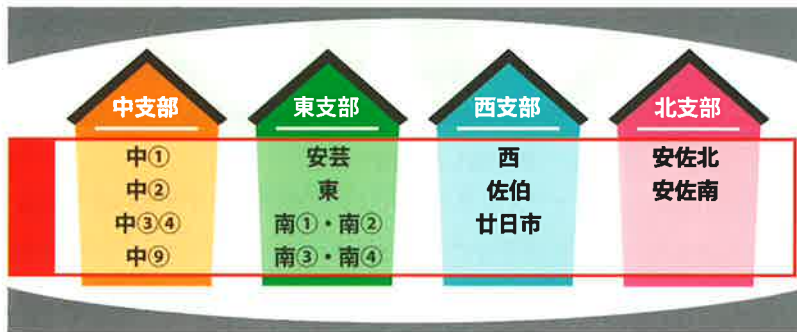 中支部
中①
中②
中③④
中⑨
東支部
安芸
東
南①・南②
南③・南④
西支部
西
佐伯
廿日市
北支部
安佐北
安佐南